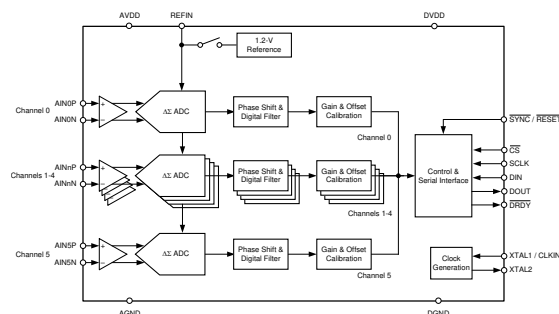 AVDD
REFIN
DVDD
1.2-V
Reference
AIN0P
Channel 0
AIN0N
+
−
ΔΣ ADC
Phase Shift &
Digital Filter
Gain & Offset
Calibration
Channel 0
SYNC / RESET
AINnP
Channels 1-4
AINnN
+
−
ΔΣ ADC
Phase Shift &
Digital Filter
Gain & Offset
Calibration
Channels 1-4
Control &
Serial Interface
CS
SCLK
DIN
DOUT
DRDY
AIN5P
Channel 5
AIN5N
+
−
ΔΣ ADC
Phase Shift &
Digital Filter
Gain & Offset
Calibration
Channel 5
Clock
Generation
XTAL1 / CLKIN
XTAL2
AGND
DGND